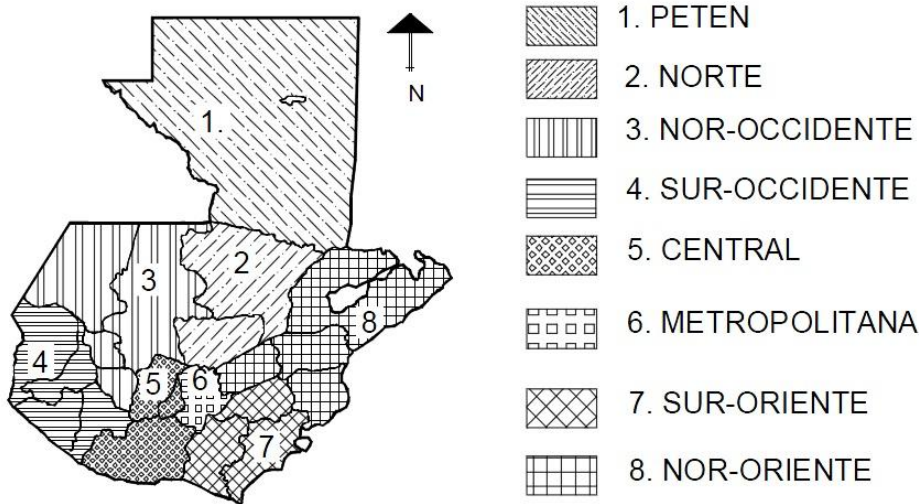 N
1.
2
3
4
5
6
7
8
1. PETEN
2. NORTE
3. NOR-OCCIDENTE
4. SUR-OCCIDENTE
5. CENTRAL
6. METROPOLITANA
7. SUR-ORIENTE
8. NOR-ORIENTE